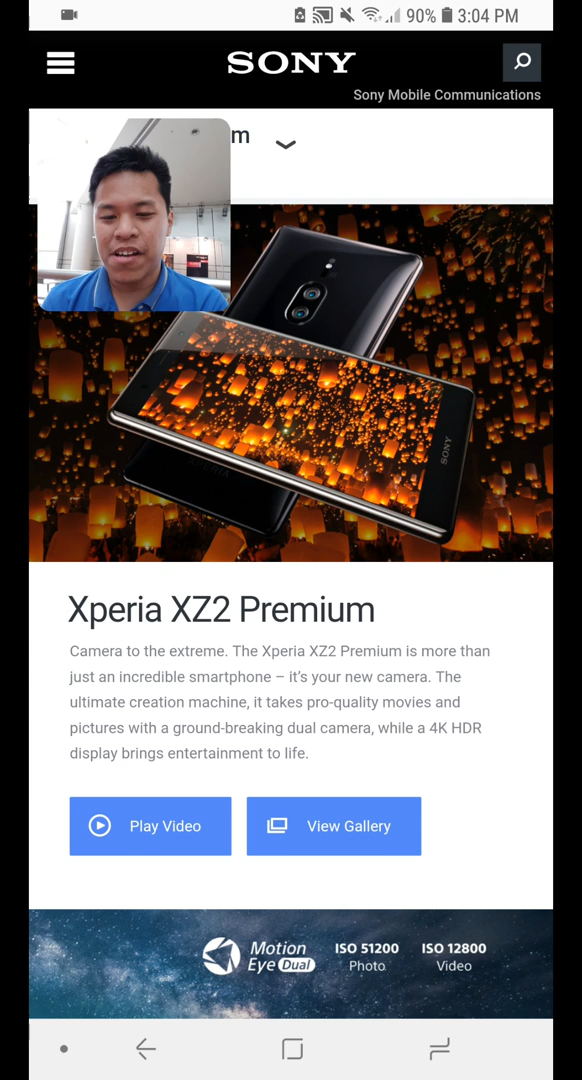 90% 3:04 PM
SONY
Sony Mobile Communications
m
SONY
XPERIA
Xperia XZ2 Premium
Camera to the extreme. The Xperia XZ2 Premium is more than
just an incredible smartphone – it's your new camera. The
ultimate creation machine, it takes pro-quality movies and
pictures with a ground-breaking dual camera, while a 4K HDR
display brings entertainment to life.
Play Video
View Gallery
Motion
Eye Dual
ISO 51200
Photo
ISO 12800
Video